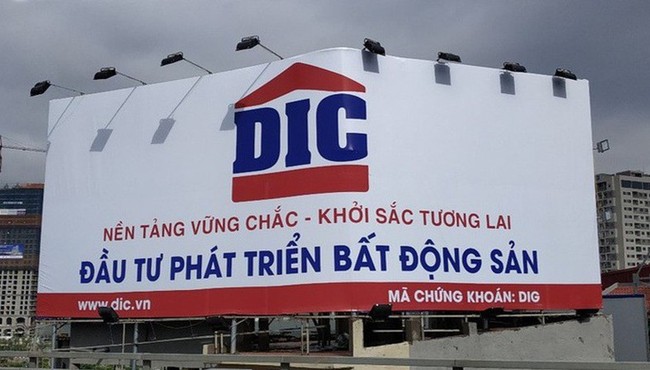 DIC
NỀN TẢNG VỮNG CHẮC - KHỞI SẮC TƯƠNG LAI
ĐẦU TƯ PHÁT TRIỂN BẤT ĐỘNG SẢN
www.dic.vn
MÃ CHỨNG KHOÁN: DIG